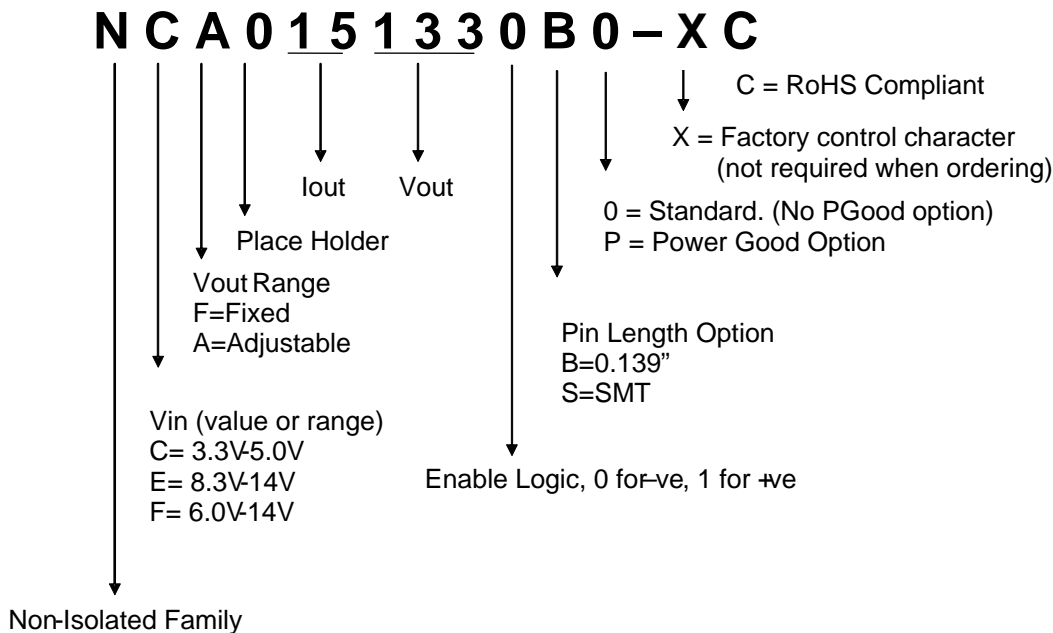 N C A 0 1 5 1 3 3 0 B 0 – X C
C = RoHS Compliant
X = Factory control character
(not required when ordering)
Iout
Vout
0 = Standard. (No PGood option)
P = Power Good Option
Place Holder
Vout Range
F=Fixed
A=Adjustable
Pin Length Option
B=0.139”
S=SMT
Vin (value or range)
C= 3.3V-5.0V
E= 8.3V-14V
F= 6.0V-14V
Enable Logic, 0 for –ve, 1 for +ve
Non-Isolated Family